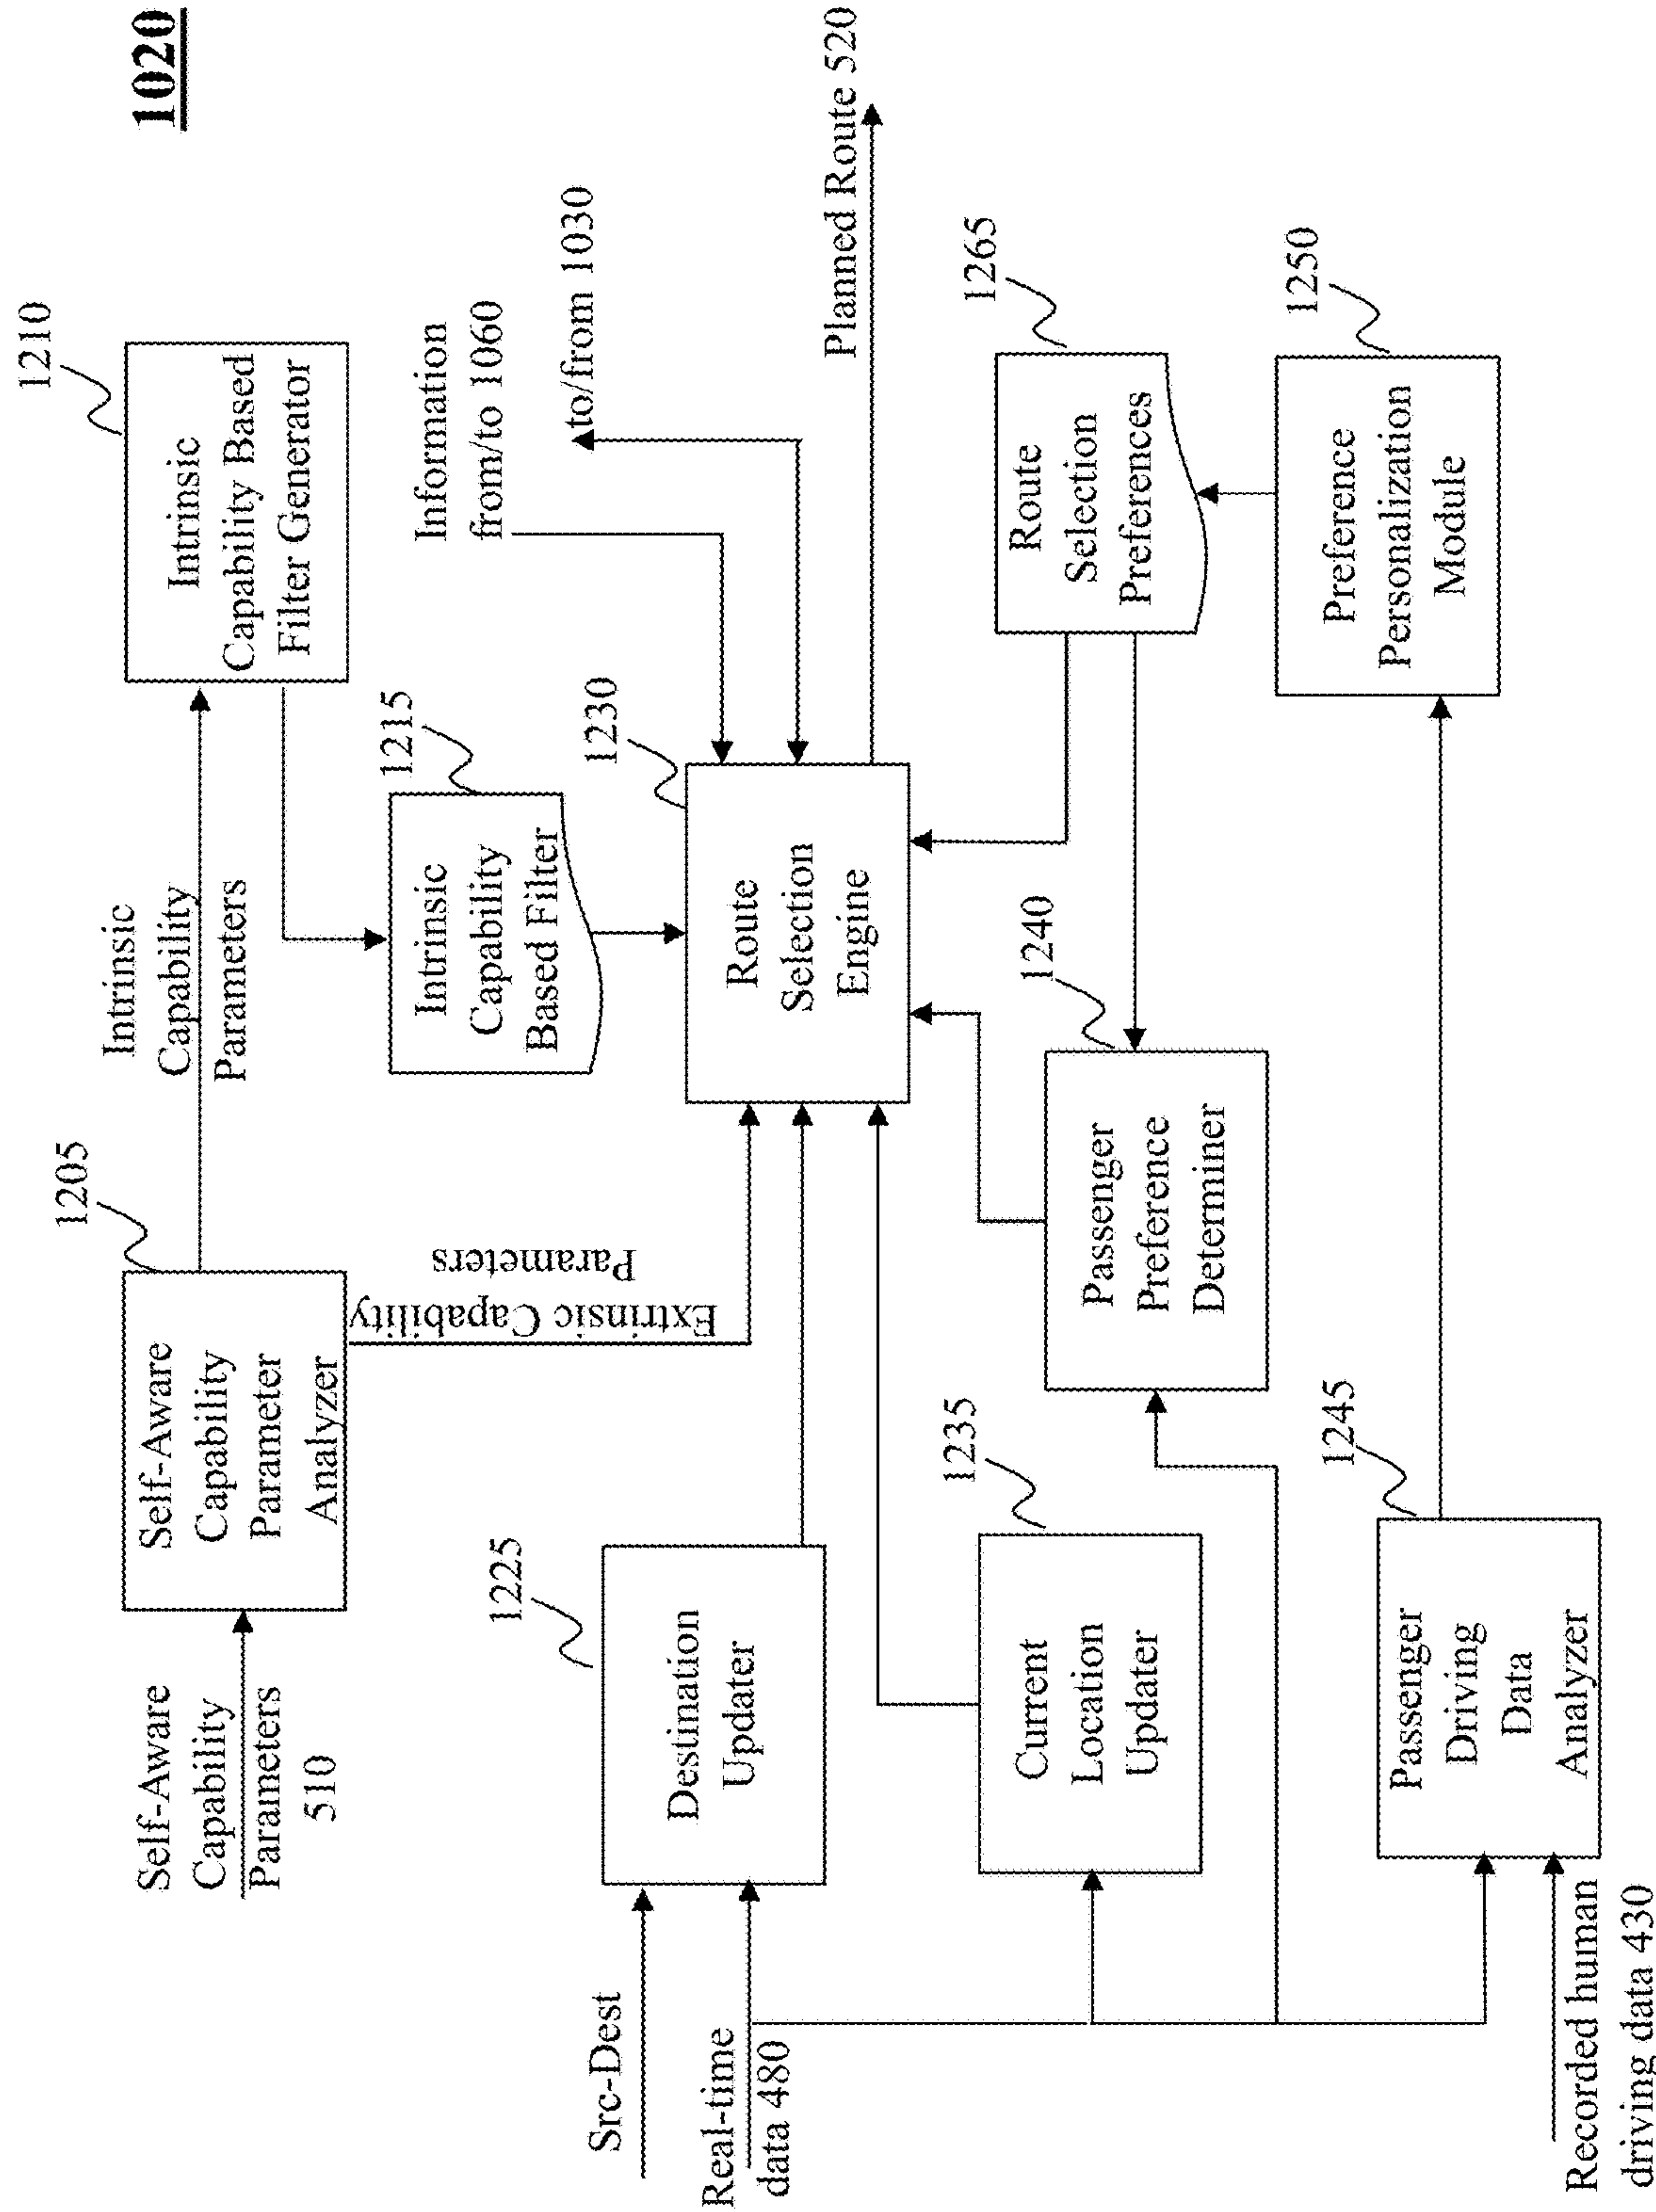 1020
1210
Intrinsic
Capability Based
Filter Generator
Intrinsic
Capability
Parameters
1205
Self-Aware
Capability
Parameter
Analyzer
Self-Aware
Capability
Parameters
510
Extrinsic Capability
Parameters
1215
Intrinsic
Capability
Based Filter
Information
from/to 1060
to/from 1030
1230
Route
Selection
Engine
Planned Route 520
1225
Destination
Updater
Src-Dest
Real-time
data 480
1235
Current
Location
Updater
1240
Passenger
Preference
Determiner
1265
Route
Selection
Preferences
1250
Preference
Personalization
Module
1245
Passenger
Driving
Data
Analyzer
Recorded human
driving data 430